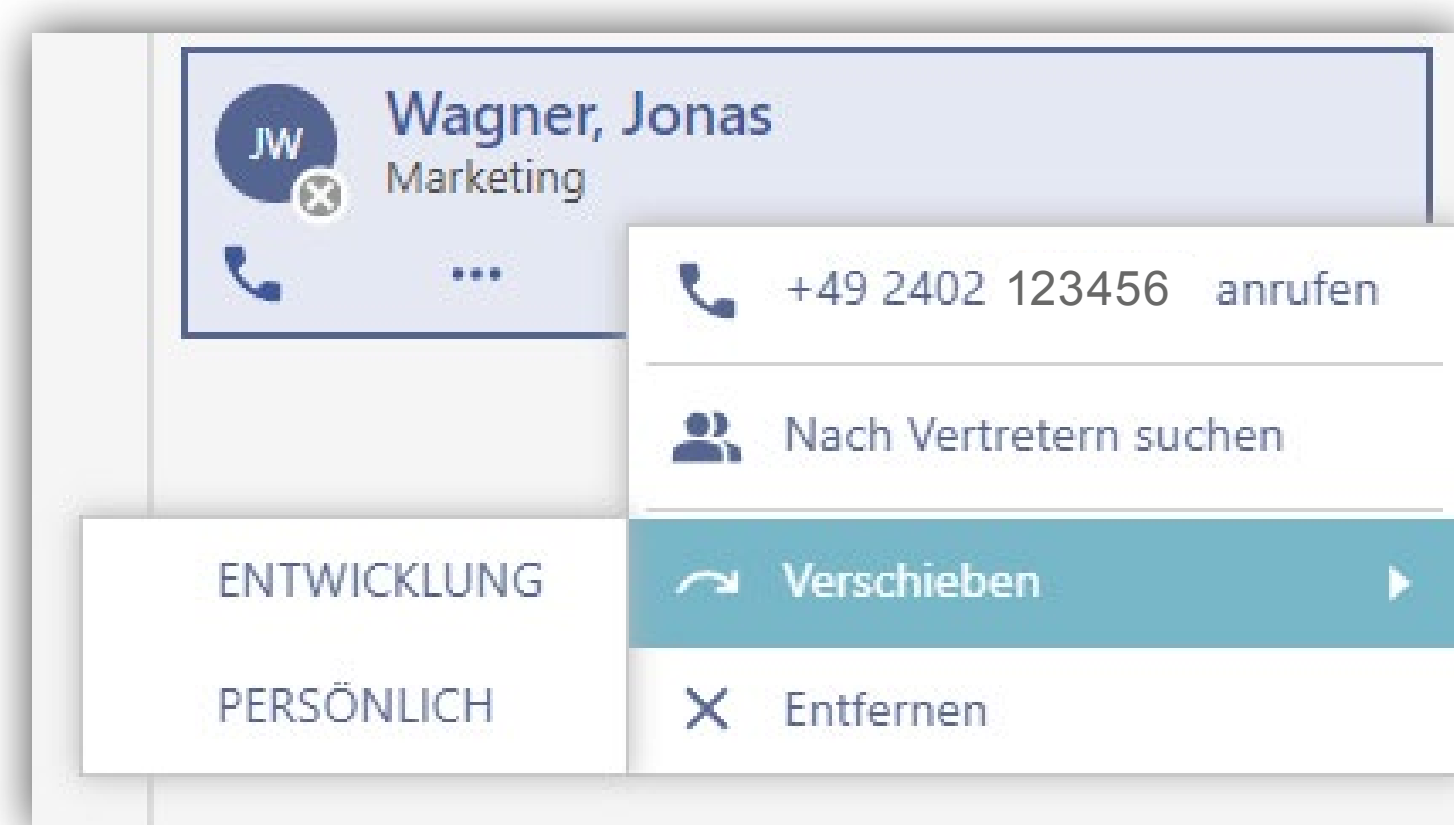 JW
Wagner, Jonas
Marketing
+49 2402 123456 anrufen
Nach Vertretern suchen
Verschieben
ENTWICKLUNG
PERSÖNLICH
Entfernen